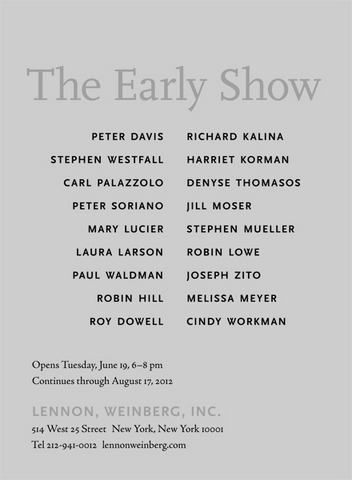 The Early Show
PETER DAVIS RICHARD KALINA
STEPHEN WESTFALL HARRIET KORMAN
CARL PALAZZOLO DENYSE THOMASOS
PETER SORIANO JILL MOSER
MARY LUCIER STEPHEN MUELLER
LAURA LARSON ROBIN LOWE
PAUL WALDMAN JOSEPH ZITO
ROBIN HILL MELISSA MEYER
ROY DOWELL CINDY WORKMAN
Opens Tuesday, June 19, 6–8 pm
Continues through August 17, 2012
LENNON, WEINBERG, INC.
514 West 25 Street New York, New York 10001
Tel 212-941-0012 lennonweinberg.com